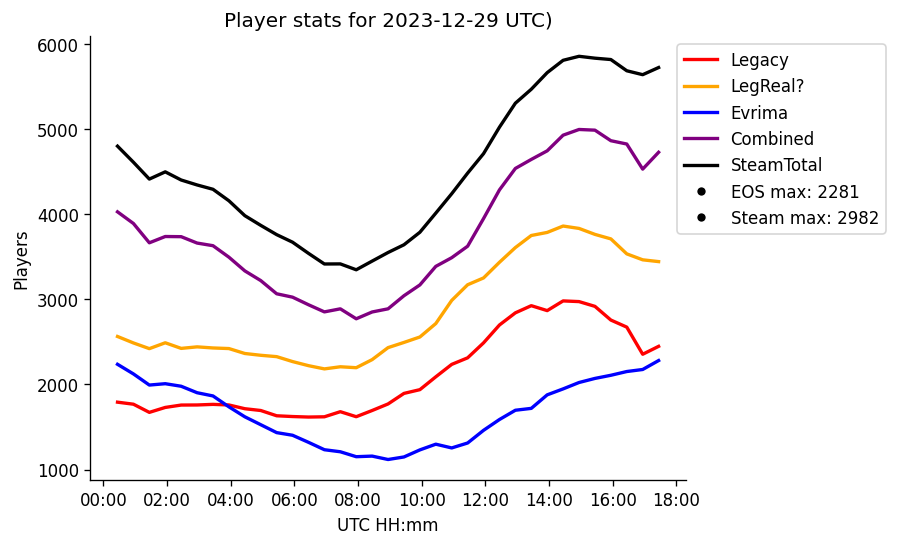 Player stats for 2023-12-29 UTC)
Players
6000
5000
4000
3000
2000
1000
00:00 02:00 04:00 06:00 08:00 10:00 12:00 14:00 16:00 18:00
UTC HH:mm
Legacy
LegReal?
Evrima
Combined
SteamTotal
EOS max: 2281
Steam max: 2982